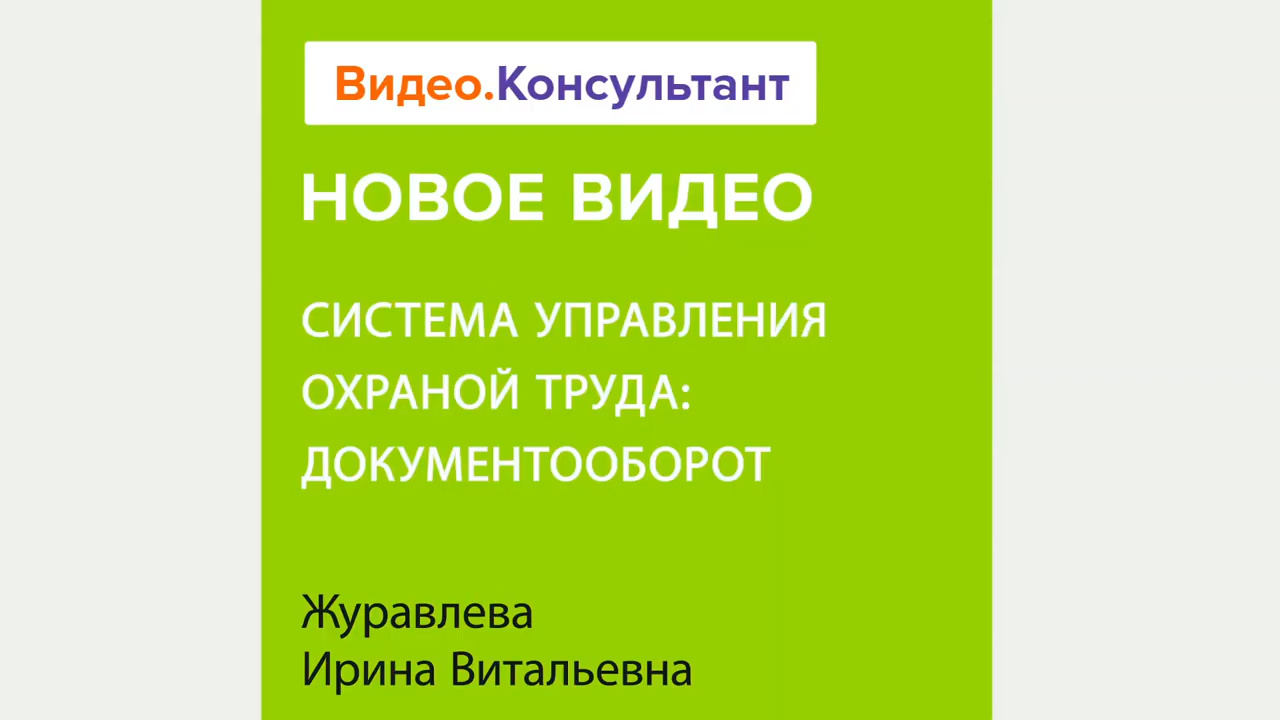 Видео.Консультант
НОВОЕ ВИДЕО
СИСТЕМА УПРАВЛЕНИЯ
ОХРАНОЙ ТРУДА:
ДОКУМЕНТООБОРОТ
Журавлева
Ирина Витальевна